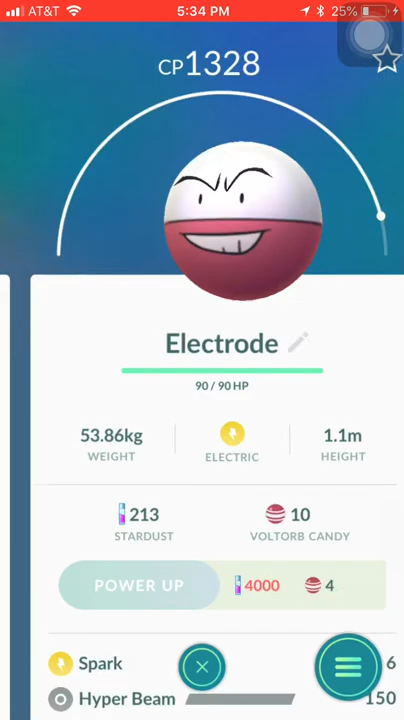 AT&T 5:34 PM 25%
CP1328
Electrode
90 / 90 HP
53.86kg 1.1m
WEIGHT ELECTRIC HEIGHT
213 10
STARDUST VOLTORB CANDY
POWER UP 4000 4
Spark 6
Hyper Beam 150